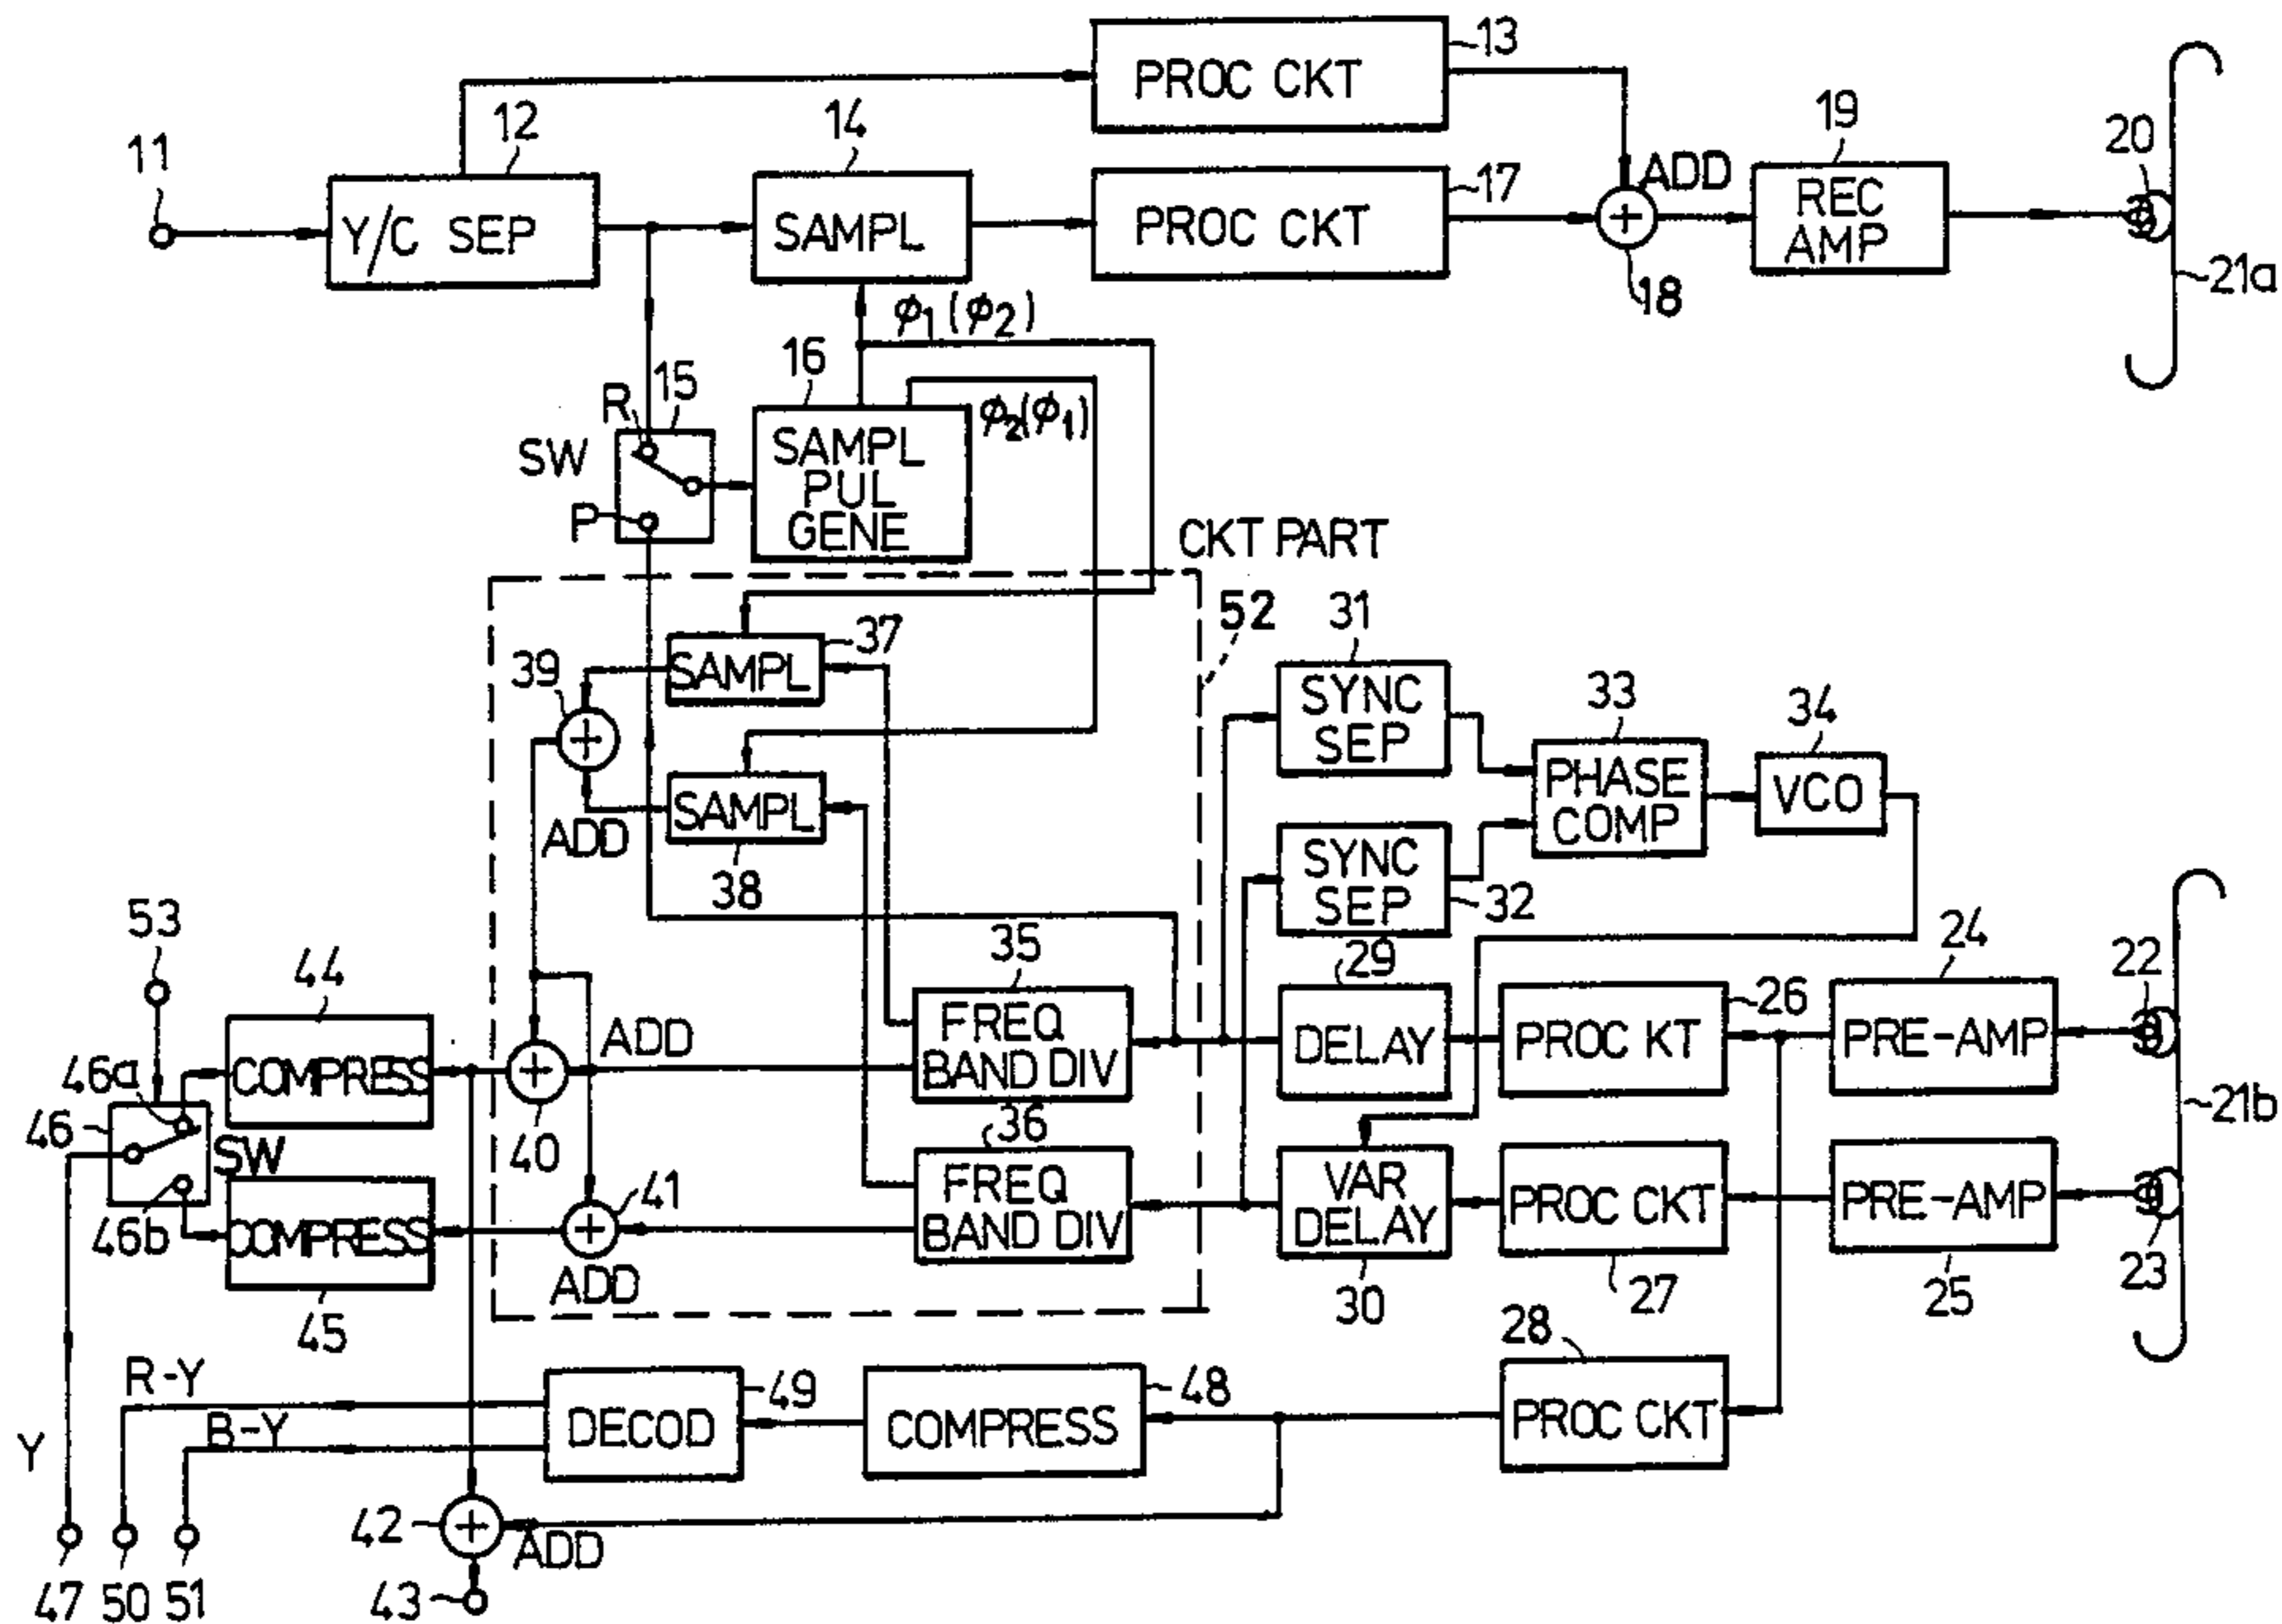 13
PROC CKT
12
14
19
20
11
17
ADD
Y/C SEP
SAMPL
PROC CKT
REC
AMP
18
21a
ϕ1(ϕ2)
16
15
R
ϕ2(ϕ1)
SW
SAMPL
PUL
GENE
P
CKT PART
52
31
37
39
SAMPL
SYNC
SEP
33
34
PHASE
COMP
VCO
SAMPL
ADD
38
SYNC
SEP
32
53
44
35
29
24
22
26
ADD
FREQ
BAND DIV
DELAY
PROC KT
PRE-AMP
46a
COMPRESS
46
SW
40
36
21b
41
FREQ
BAND DIV
VAR
DELAY
PROC CKT
PRE-AMP
46b
COMPRESS
ADD
45
30
27
25
23
28
R-Y
49
48
B-Y
DECOD
COMPRESS
PROC CKT
Y
42
ADD
47
50
51
43